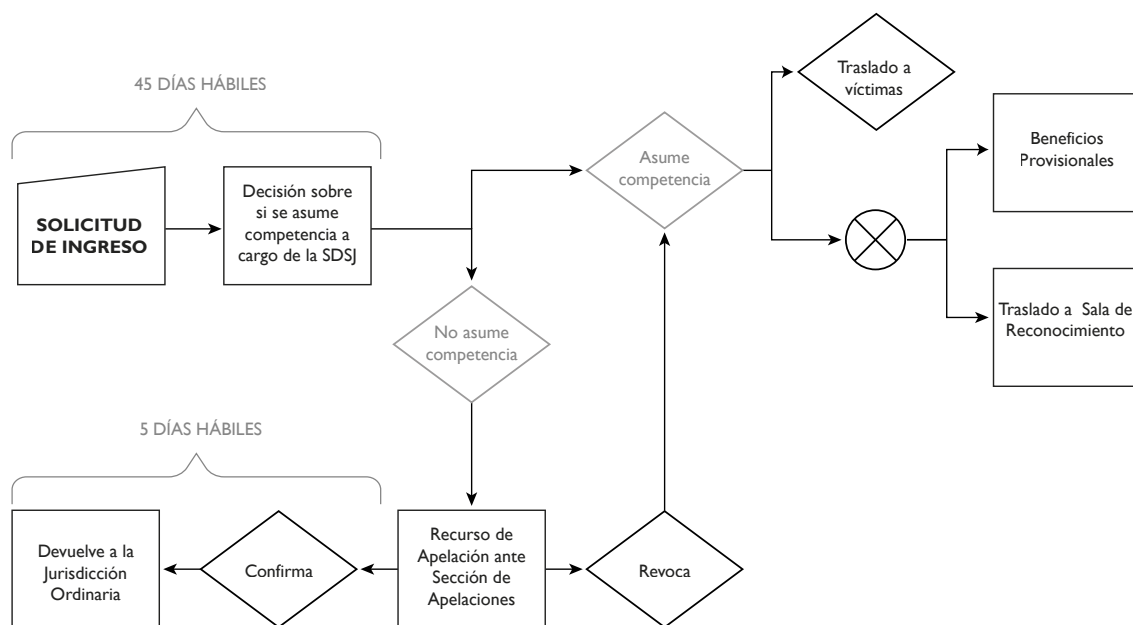 45 DÍAS HÁBILES
SOLICITUD
DE INGRESO
Decisión sobre
si se asume
competencia a
cargo de la SDSJ
Asume
competencia
Traslado a
víctimas
Beneficios
Provisionales
Traslado a Sala de
Reconocimiento
No asume
competencia
5 DÍAS HÁBILES
Devuelve a la
Jurisdicción
Ordinaria
Confirma
Recurso de
Apelación ante
Sección de
Apelaciones
Revoca